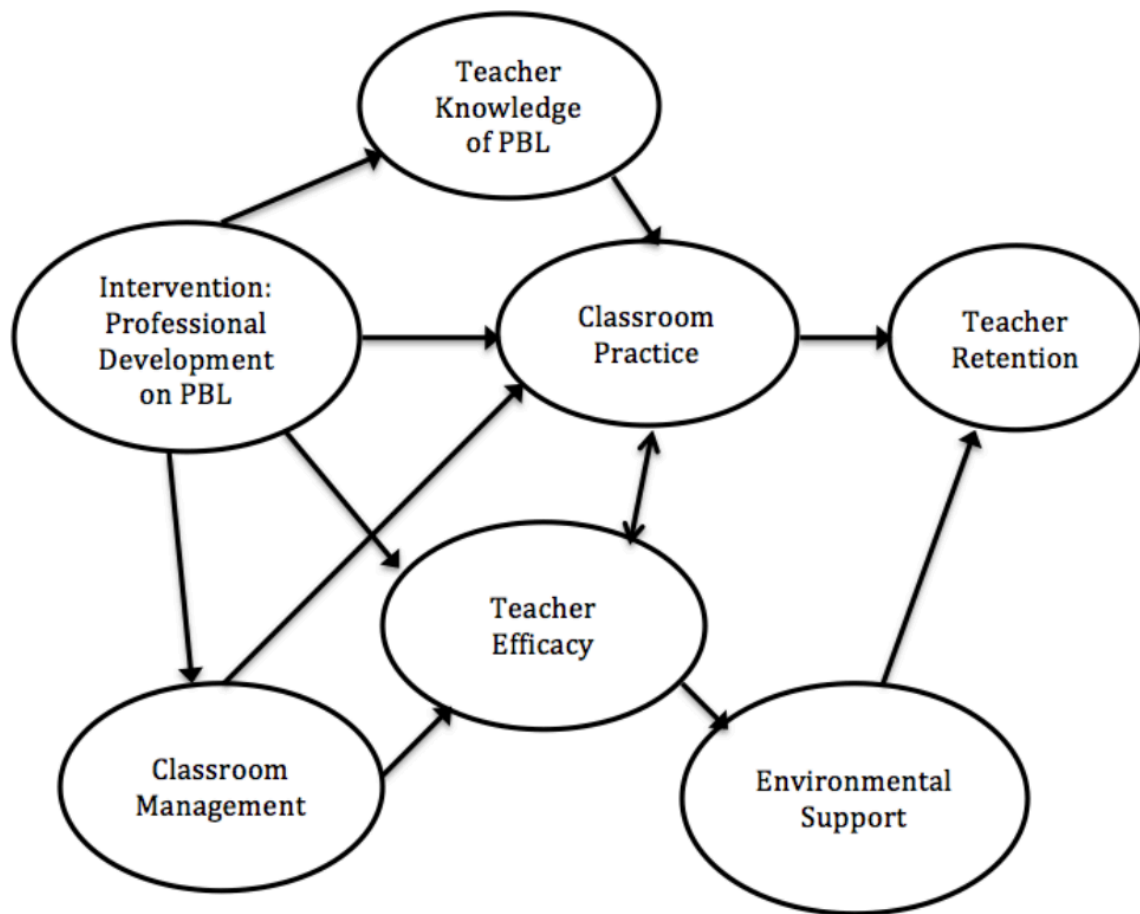 Teacher
Knowledge
of PBL
Intervention:
Professional
Development
on PBL
Classroom
Practice
Teacher
Retention
Teacher
Efficacy
Classroom
Management
Environmental
Support